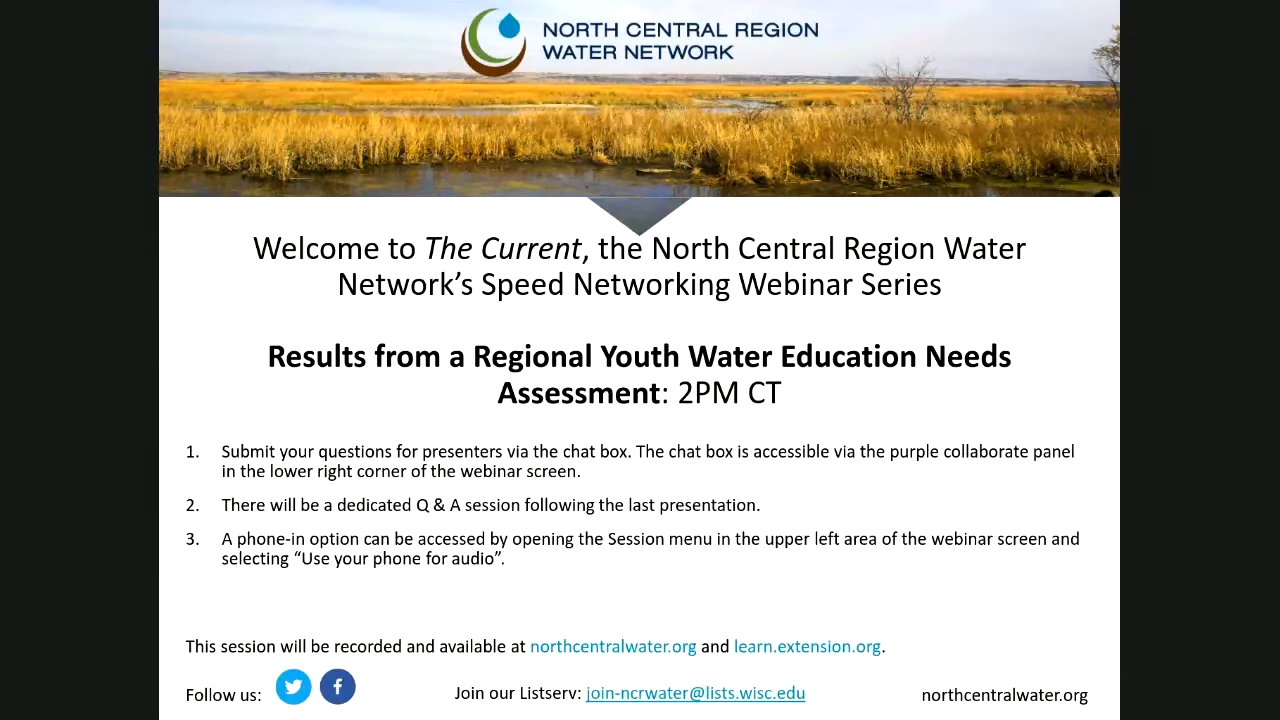 NORTH CENTRAL REGION
WATER NETWORK
Welcome to The Current, the North Central Region Water
Network’s Speed Networking Webinar Series
Results from a Regional Youth Water Education Needs
Assessment: 2PM CT
1. Submit your questions for presenters via the chat box. The chat box is accessible via the purple collaborate panel
in the lower right corner of the webinar screen.
2. There will be a dedicated Q & A session following the last presentation.
3. A phone-in option can be accessed by opening the Session menu in the upper left area of the webinar screen and
selecting “Use your phone for audio”.
This session will be recorded and available at northcentralwater.org and learn.extension.org.
Follow us: Join our Listserv: join-ncrwater@lists.wisc.edu northcentralwater.org